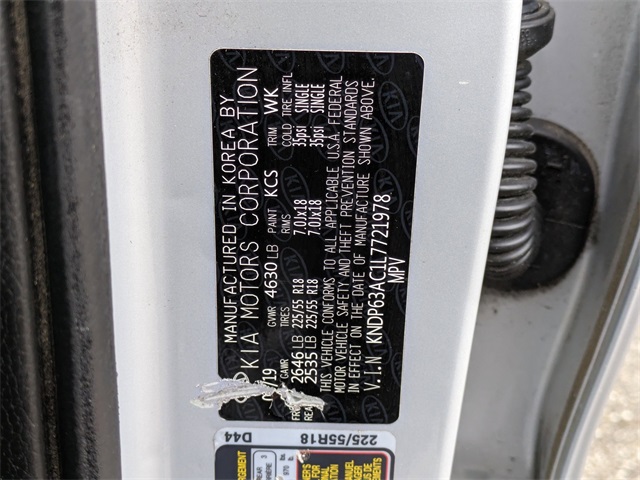 MANUFACTURED IN KOREA BY
KIA MOTORS CORPORATION
/19 GVWR 4630 LB PAINT KCS TRIM WK
GAWR TIRES RIMS COLD TIRE INFL
2646 LB 225/55 R18 7.0Jx18 35psi SINGLE
2535 LB 225/55 R18 7.0Jx18 35psi SINGLE
THIS VEHICLE CONFORMS TO ALL APPLICABLE U.S.A. FEDERAL
MOTOR VEHICLE SAFETY AND THEFT PREVENTION STANDARDS
IN EFFECT ON THE DATE OF MANUFACTURE SHOWN ABOVE.
V.I.N KNDP63AC1L7721978
MPV
D44 225/55R18